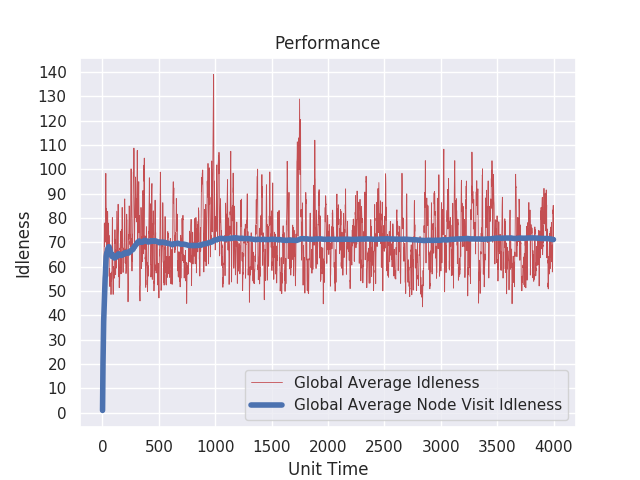 Performance
140
130
120
110
100
90
80
70
60
50
40
30
20
10
0
Idleness
Global Average Idleness
Global Average Node Visit Idleness
0 500 1000 1500 2000 2500 3000 3500 4000
Unit Time